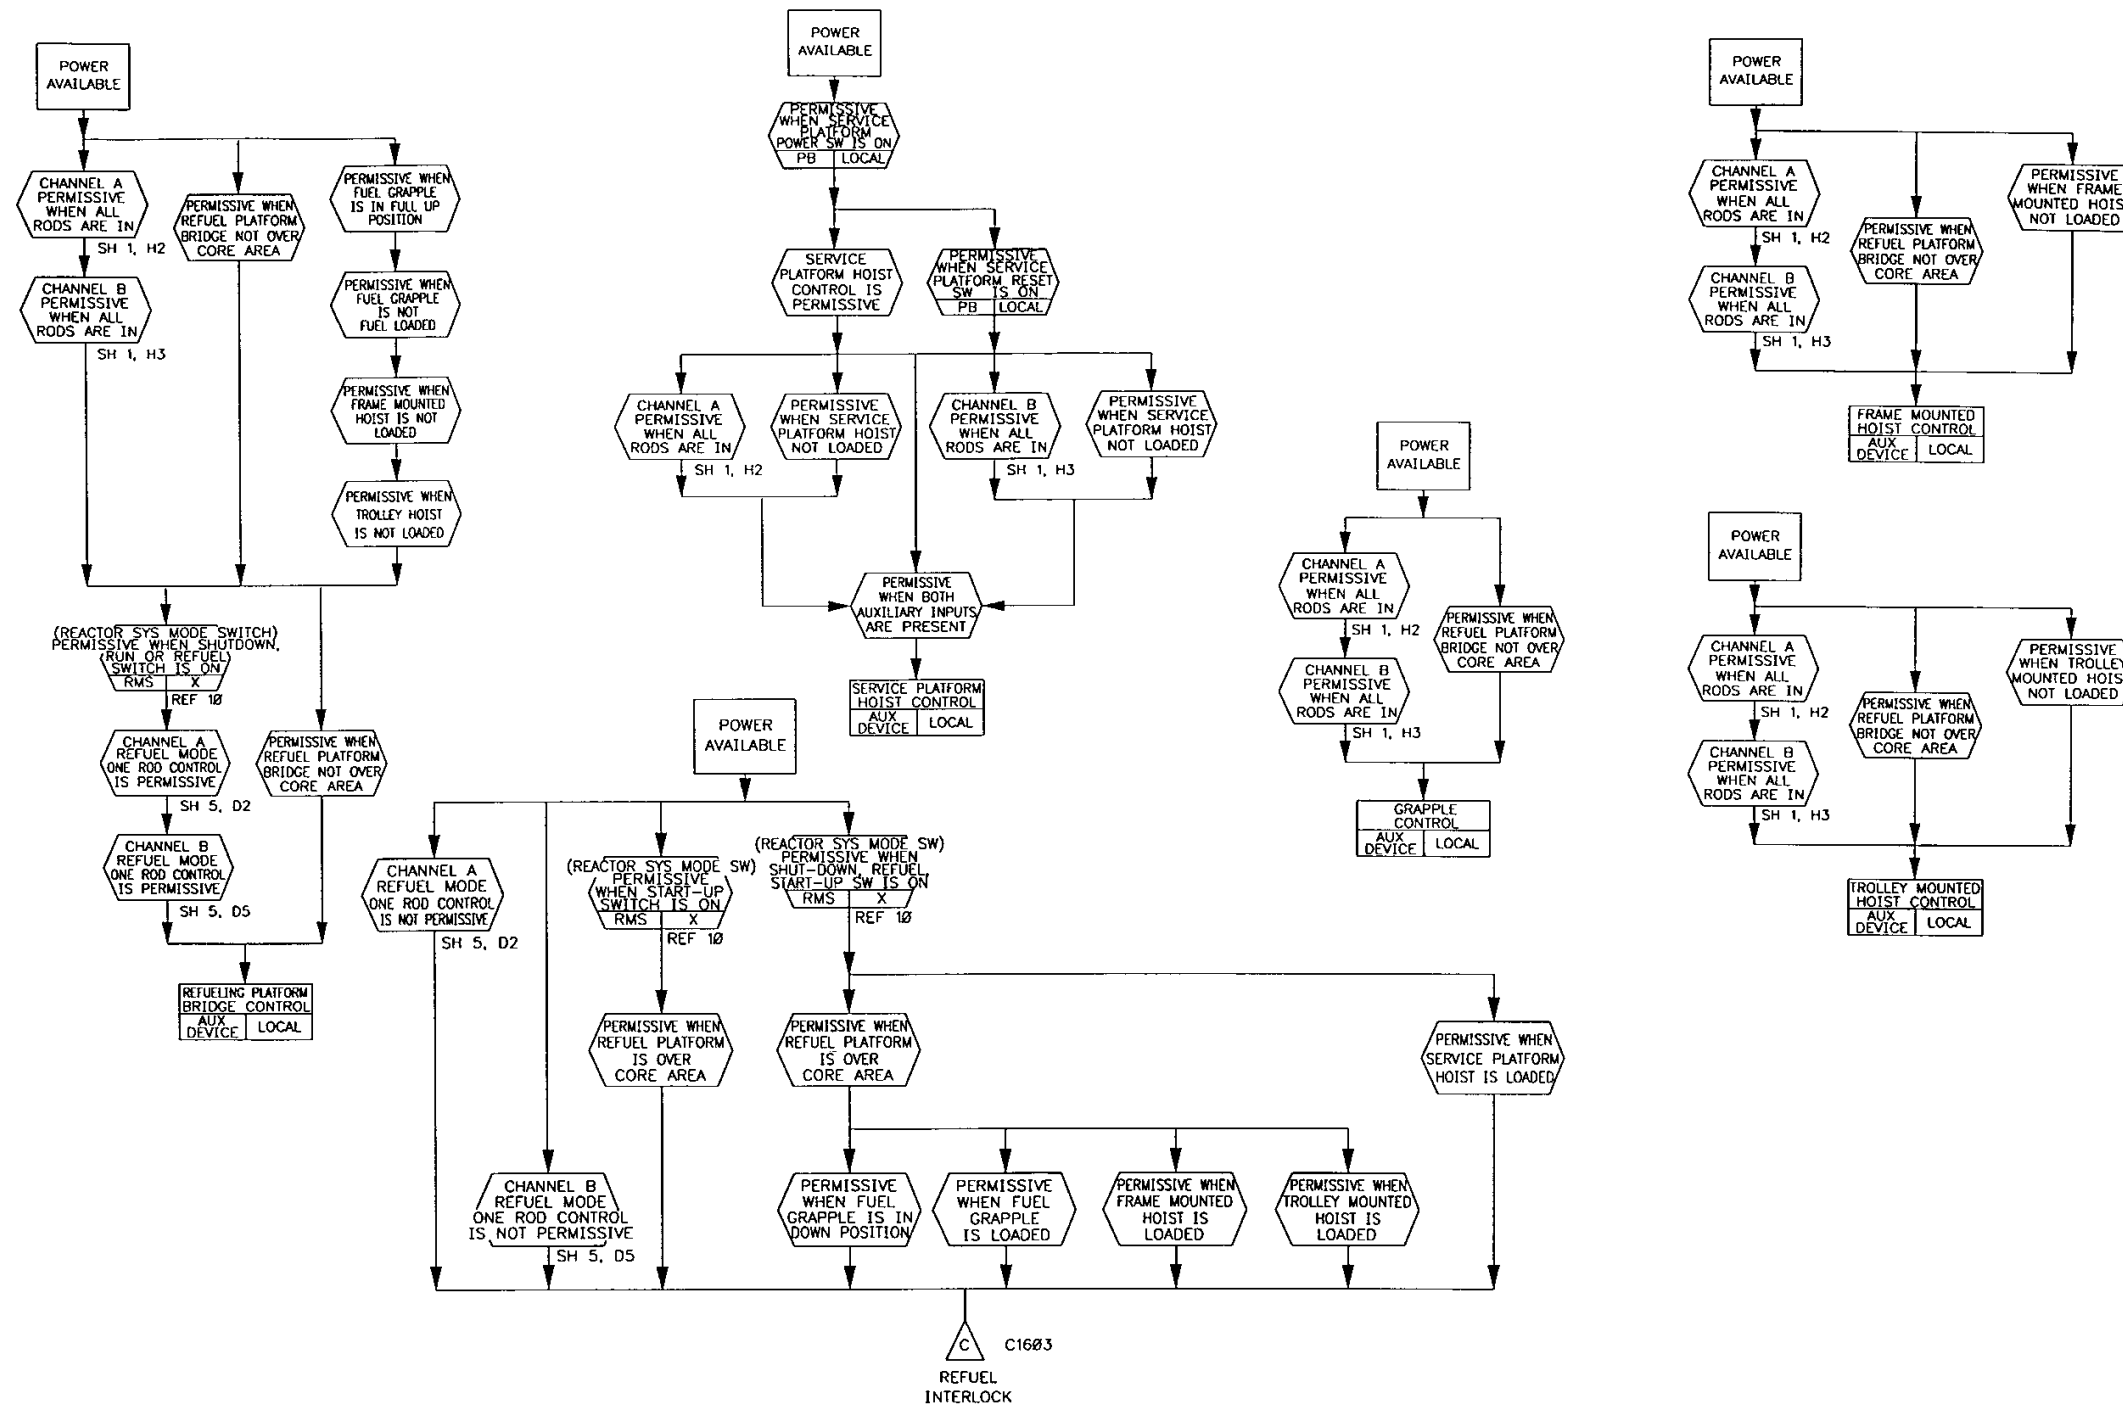 POWER
AVAILABLE
CHANNEL A
PERMISSIVE
WHEN ALL
RODS ARE IN
SH 1, H2
CHANNEL B
PERMISSIVE
WHEN ALL
RODS ARE IN
SH 1, H3
PERMISSIVE WHEN
REFUEL PLATFORM
BRIDGE NOT OVER
CORE AREA
PERMISSIVE WHEN
FUEL GRAPPLE
IS IN FULL UP
POSITION
PERMISSIVE WHEN
FUEL GRAPPLE
IS NOT
FUEL LOADED
PERMISSIVE WHEN
FRAME MOUNTED
HOIST IS NOT
LOADED
PERMISSIVE WHEN
TROLLEY HOIST
IS NOT LOADED
(REACTOR SYS MODE SWITCH)
PERMISSIVE WHEN SHUTDOWN,
RUN OR REFUEL
SWITCH IS ON
RMS X
REF 10
CHANNEL A
REFUEL MODE
ONE ROD CONTROL
IS PERMISSIVE
SH 5, D2
CHANNEL B
REFUEL MODE
ONE ROD CONTROL
IS PERMISSIVE
SH 5, D5
PERMISSIVE WHEN
REFUEL PLATFORM
BRIDGE NOT OVER
CORE AREA
REFUELING PLATFORM
BRIDGE CONTROL
AUX
DEVICE
LOCAL
POWER
AVAILABLE
PERMISSIVE
WHEN SERVICE
PLATFORM
POWER SW IS ON
PB LOCAL
SERVICE
PLATFORM HOIST
CONTROL IS
PERMISSIVE
PERMISSIVE
WHEN SERVICE
PLATFORM RESET
SW IS ON
PB LOCAL
CHANNEL A
PERMISSIVE
WHEN ALL
RODS ARE IN
SH 1, H2
PERMISSIVE
WHEN SERVICE
PLATFORM HOIST
NOT LOADED
CHANNEL B
PERMISSIVE
WHEN ALL
RODS ARE IN
SH 1, H3
PERMISSIVE
WHEN SERVICE
PLATFORM HOIST
NOT LOADED
PERMISSIVE
WHEN BOTH
AUXILIARY INPUTS
ARE PRESENT
SERVICE PLATFORM
HOIST CONTROL
AUX
DEVICE
LOCAL
POWER
AVAILABLE
CHANNEL A
REFUEL MODE
ONE ROD CONTROL
IS NOT PERMISSIVE
SH 5, D2
CHANNEL B
REFUEL MODE
ONE ROD CONTROL
IS NOT PERMISSIVE
SH 5, D5
(REACTOR SYS MODE SW)
PERMISSIVE
WHEN START-UP
SWITCH IS ON
RMS X
REF 10
PERMISSIVE WHEN
REFUEL PLATFORM
IS OVER
CORE AREA
(REACTOR SYS MODE SW)
PERMISSIVE WHEN
SHUT-DOWN, REFUEL,
START-UP SW IS ON
RMS X
REF 10
PERMISSIVE WHEN
REFUEL PLATFORM
IS OVER
CORE AREA
PERMISSIVE WHEN
SERVICE PLATFORM
HOIST IS LOADED
PERMISSIVE
WHEN FUEL
GRAPPLE IS IN
DOWN POSITION
PERMISSIVE
WHEN FUEL
GRAPPLE
IS LOADED
PERMISSIVE WHEN
FRAME MOUNTED
HOIST IS
LOADED
PERMISSIVE WHEN
TROLLEY MOUNTED
HOIST IS
LOADED
C C1603
REFUEL
INTERLOCK
POWER
AVAILABLE
CHANNEL A
PERMISSIVE
WHEN ALL
RODS ARE IN
SH 1, H2
CHANNEL B
PERMISSIVE
WHEN ALL
RODS ARE IN
SH 1, H3
PERMISSIVE WHEN
REFUEL PLATFORM
BRIDGE NOT OVER
CORE AREA
GRAPPLE
CONTROL
AUX
DEVICE
LOCAL
POWER
AVAILABLE
CHANNEL A
PERMISSIVE
WHEN ALL
RODS ARE IN
SH 1, H2
CHANNEL B
PERMISSIVE
WHEN ALL
RODS ARE IN
SH 1, H3
PERMISSIVE WHEN
REFUEL PLATFORM
BRIDGE NOT OVER
CORE AREA
PERMISSIVE
WHEN FRAME
MOUNTED HOIS
NOT LOADED
FRAME MOUNTED
HOIST CONTROL
AUX
DEVICE
LOCAL
POWER
AVAILABLE
CHANNEL A
PERMISSIVE
WHEN ALL
RODS ARE IN
SH 1, H2
CHANNEL B
PERMISSIVE
WHEN ALL
RODS ARE IN
SH 1, H3
PERMISSIVE WHEN
REFUEL PLATFORM
BRIDGE NOT OVER
CORE AREA
PERMISSIVE
WHEN TROLLEY
MOUNTED HOIS
NOT LOADED
TROLLEY MOUNTED
HOIST CONTROL
AUX
DEVICE
LOCAL